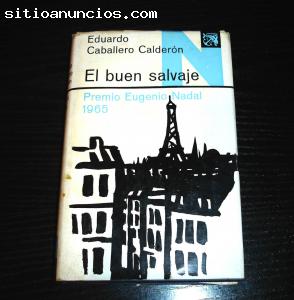 sitioanuncios.com
Eduardo
Caballero Calderón
N
El buen salvaje
Premio Eugenio Nadal
1965